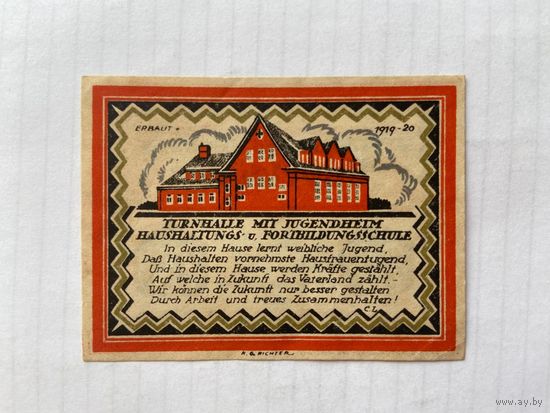 ERBAUT 1919-20
TURNHALLE MIT JUGENDHEIM
HAUSHALTUNGS- u. FORTBILDUNGSSCHULE
In diesem Hause lernt weibliche Jugend,
Daß Haushalten vornehmste Hausfrauentugend,
Und in diesem Hause werden Kräfte gestählt,
Auf welche in Zukunft das Vaterland zählt.-
Wir können die Zukunft nur besser gestalten
Durch Arbeit und treues Zusammenhalten!
C L
K.G. RICHTER
www.ay.by